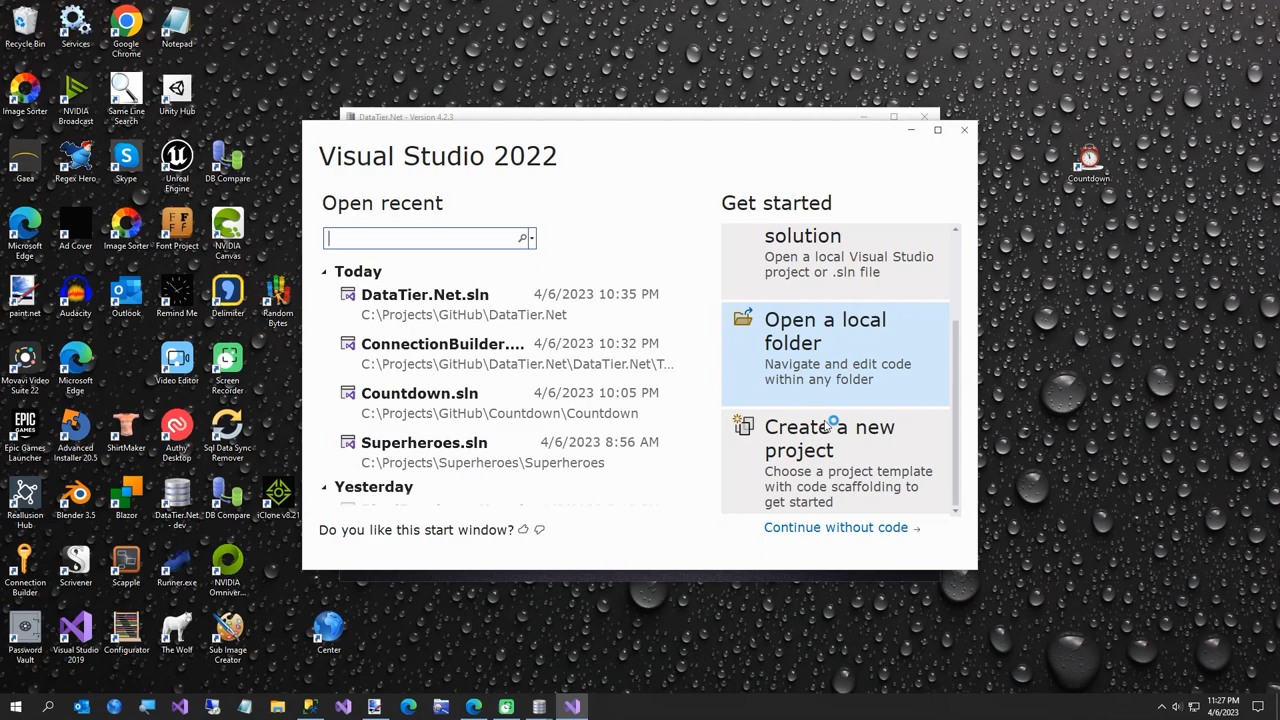 Recycle Bin
Services
Google
Chrome
Notepad
Image Sorter
NVIDIA
Broadcast
Same Line
Search
Unity Hub
Gaea
Regex Hero
Skype
Unreal
Engine
DB Compare
Microsoft
Edge
Ad Cover
Image Sorter
Font Project
NVIDIA
Canvas
paint.net
Audacity
Outlook
Remind Me
Delimiter
Random
Bytes
Movavi Video
Suite 22
Microsoft
Edge
Video Editor
Screen
Recorder
EPIC
GAMES
Epic Games
Launcher
Advanced
Installer 20.5
ShirtMaker
Authy
Desktop
Sql Data Sync
Remover
Reallusion
Hub
Blender 3.5
Blazor
DataTier.Net
- dev
DB Compare
iClone v8.21
Connection
Builder
Scrivener
Scapple
Runner.exe
NVIDIA
Omniver...
Password
Vault
Visual Studio
2019
Configurator
The Wolf
Sub Image
Creator
Center
Countdown
DataTier.Net - Version 4.2.3
Visual Studio 2022
Open recent
Today
DataTier.Net.sln 4/6/2023 10:35 PM
C:\Projects\GitHub\DataTier.Net
ConnectionBuilder.... 4/6/2023 10:32 PM
C:\Projects\GitHub\DataTier.Net\DataTier.Net\T...
Countdown.sln 4/6/2023 10:05 PM
C:\Projects\GitHub\Countdown\Countdown
Superheroes.sln 4/6/2023 8:56 AM
C:\Projects\Superheroes\Superheroes
Yesterday
Do you like this start window?
Get started
solution
Open a local Visual Studio
project or .sln file
Open a local
folder
Navigate and edit code
within any folder
Create a new
project
Choose a project template
with code scaffolding to
get started
Continue without code →
11:27 PM
4/6/2023